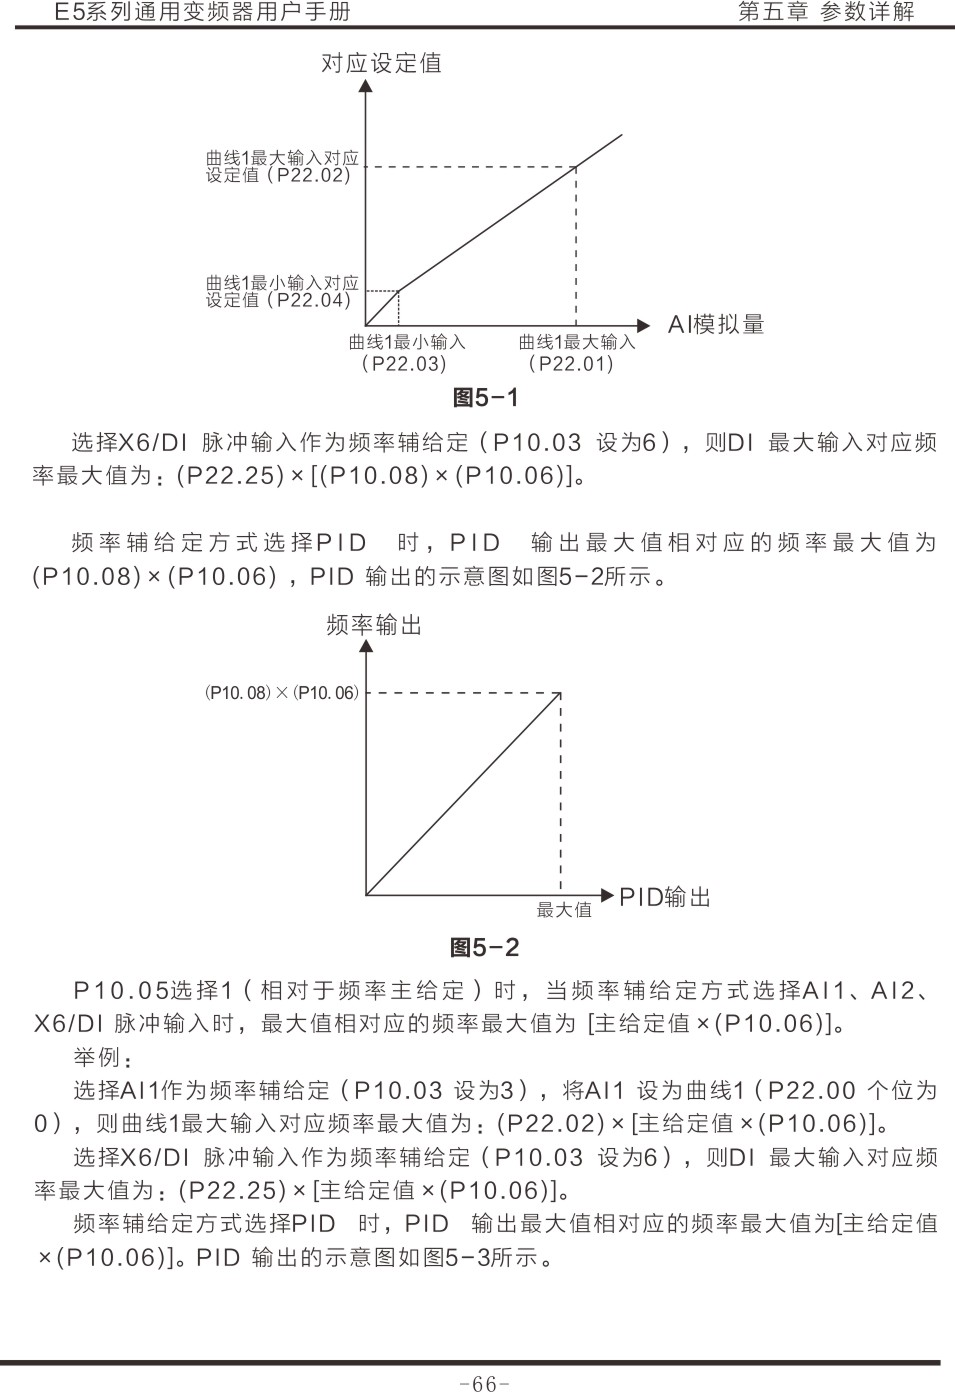 E5系列通用变频器用户手册 第五章 参数详解
对应设定值
曲线1最大输入对应
设定值（P22.02)
曲线1最小输入对应
设定值（P22.04)
AI模拟量
曲线1最小输入 曲线1最大输入
（P22.03) （P22.01)
图5-1
选择X6/DI 脉冲输入作为频率辅给定（P10.03 设为6），则DI 最大输入对应频
率最大值为：(P22.25)×[(P10.08)×(P10.06)]。
频率辅给定方式选择PID 时，PID 输出最大值相对应的频率最大值为
(P10.08)×(P10.06) ，PID 输出的示意图如图5-2所示。
频率输出
(P10.08)×(P10.06)
PID输出
最大值
图5-2
P10.05选择1（相对于频率主给定）时，当频率辅给定方式选择AI1、AI2、
X6/DI 脉冲输入时，最大值相对应的频率最大值为 [主给定值×(P10.06)]。
举例：
选择AI1作为频率辅给定（P10.03 设为3），将AI1 设为曲线1（P22.00 个位为
0），则曲线1最大输入对应频率最大值为：(P22.02)×[主给定值×(P10.06)]。
选择X6/DI 脉冲输入作为频率辅给定（P10.03 设为6），则DI 最大输入对应频
率最大值为：(P22.25)×[主给定值×(P10.06)]。
频率辅给定方式选择PID 时，PID 输出最大值相对应的频率最大值为[主给定值
×(P10.06)]。PID 输出的示意图如图5-3所示。
-66-